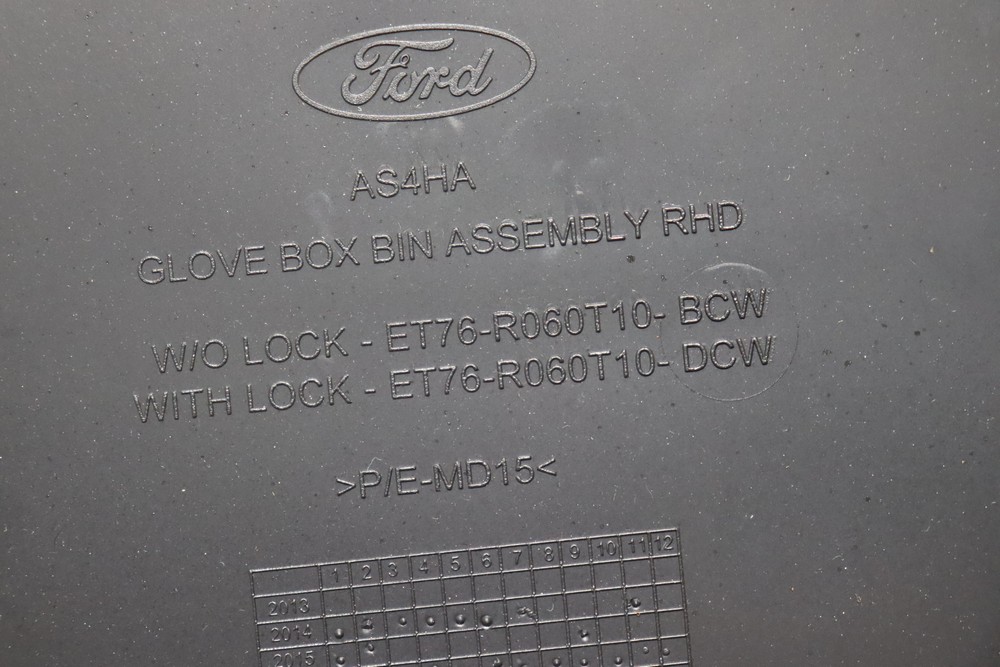 Ford
AS4HA
GLOVE BOX BIN ASSEMBLY RHD
W/O LOCK - ET76-R060T10- BCW
WITH LOCK - ET76-R060T10- DCW
>P/E-MD15<
1 2 3 4 5 6 7 8 9 10 11 12
2013
2014
2015